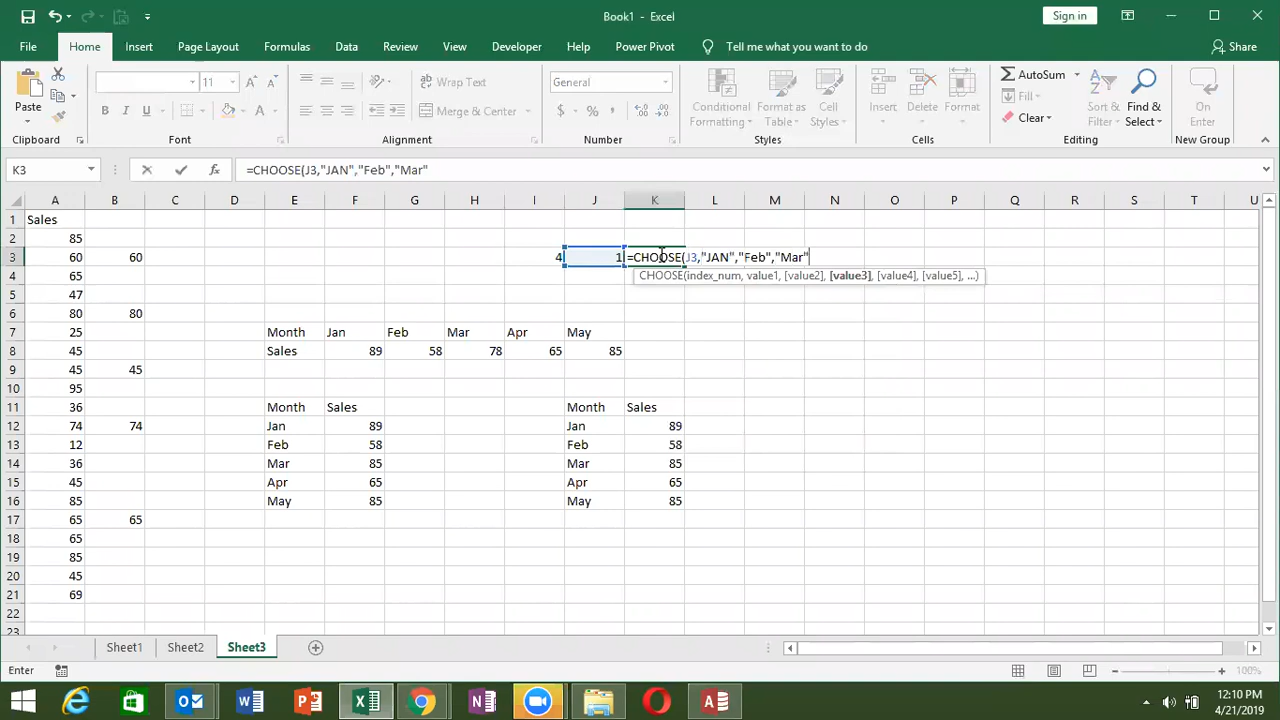 Book1 - Excel
Sign in
File Home Insert Page Layout Formulas Data Review View Developer Help Power Pivot Tell me what you want to do Share
Paste
11
B I U
Wrap Text
Merge & Center
General
$ % ,
Conditional Formatting
Format as Table
Cell Styles
Insert Delete Format
AutoSum
Fill
Clear
Sort & Filter
Find & Select
On Enter
Clipboard Font Alignment Number Styles Cells Editing New Group
K3 fx =CHOOSE(J3,"JAN","Feb","Mar"
A B C D E F G H I J K L M N O P Q R S T U
1 Sales
2 85
3 60 60 4 1 =CHOOSE(J3,"JAN","Feb","Mar"
4 65 CHOOSE(index_num, value1, [value2], [value3], [value4], [value5], ...)
5 47
6 80 80
7 25 Month Jan Feb Mar Apr May
8 45 Sales 89 58 78 65 85
9 45 45
10 95
11 36 Month Sales Month Sales
12 74 74 Jan 89 Jan 89
13 12 Feb 58 Feb 58
14 36 Mar 85 Mar 85
15 45 Apr 65 Apr 65
16 85 May 85 May 85
17 65 65
18 65
19 85
20 45
21 69
22
23
Sheet1 Sheet2 Sheet3
Enter 100%
12:10 PM
4/21/2019